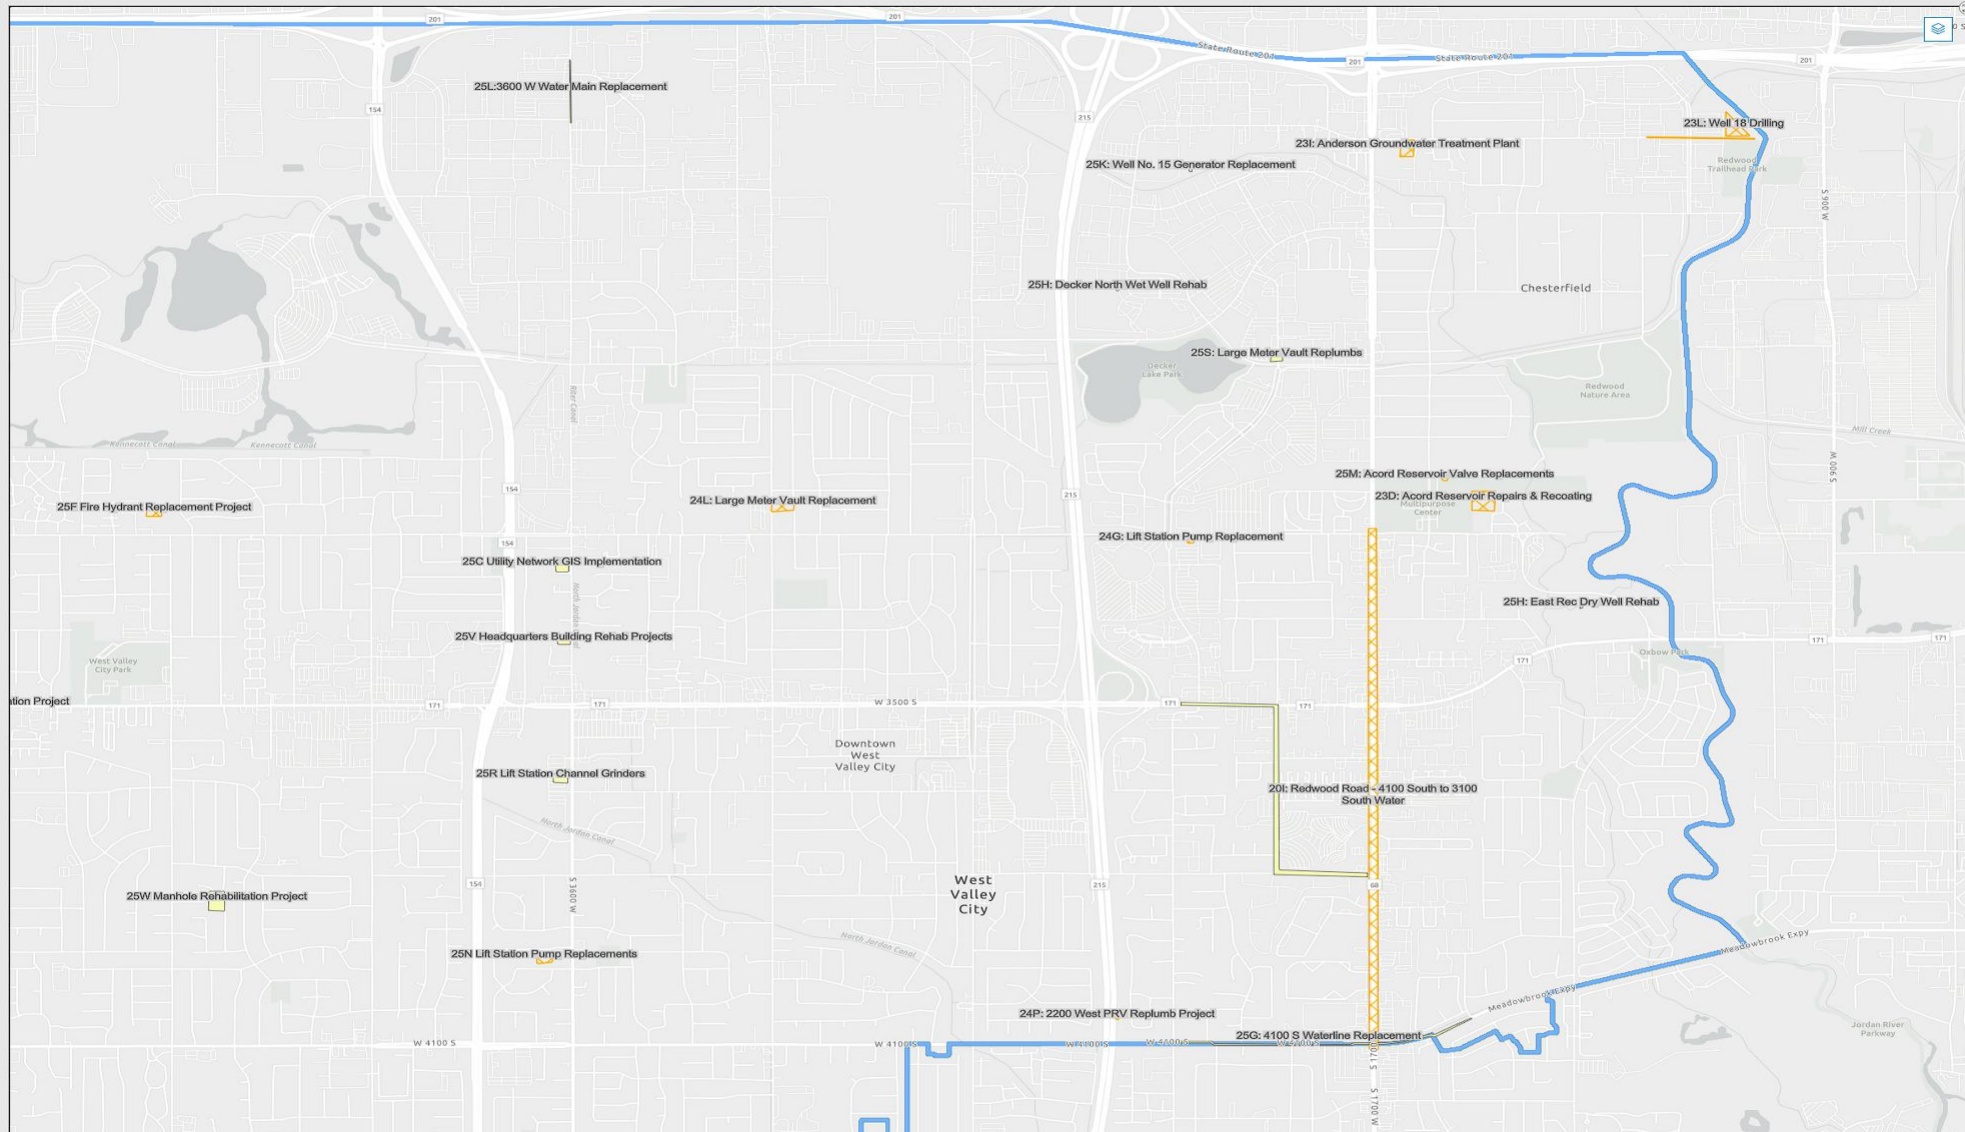 201
201
State Route 201
201
State Route 201
201
25L:3600 W Water Main Replacement
154
215
23L: Well 18 Drilling
23I: Anderson Groundwater Treatment Plant
25K: Well No. 15 Generator Replacement
Redwood
Trailhead Park
S 900 W
25H: Decker North Wet Well Rehab
Chesterfield
25S: Large Meter Vault Replumbs
Decker
Lake Park
Redwood
Nature Area
Ritter Canal
Mill Creek
Kennecott Canal
Kennecott Canal
S 900 W
25M: Acord Reservoir Valve Replacements
154
215
23D: Acord Reservoir Repairs & Recoating
Multipurpose
Center
24L: Large Meter Vault Replacement
25F Fire Hydrant Replacement Project
24G: Lift Station Pump Replacement
154
25C Utility Network GIS Implementation
25H: East Rec Dry Well Rehab
North Jordan
25V Headquarters Building Rehab Projects
171
171
Oxbow Park
West Valley
City Park
171
tion Project
171
171
W 3500 S
171
171
Downtown
West
Valley City
25R Lift Station Channel Grinders
20I: Redwood Road - 4100 South to 3100
South Water
North Jordan Canal
154
215
68
S 3600 W
West
Valley
City
25W Manhole Rehabilitation Project
Meadowbrook Expy
North Jordan Canal
25N Lift Station Pump Replacements
Meadowbrook Expy
24P: 2200 West PRV Replumb Project
Jordan River
Parkway
25G: 4100 S Waterline Replacement
W 4100 S
W 4100 S
W 4100 S
W 4100 S
W 4100 S
S 1700 W